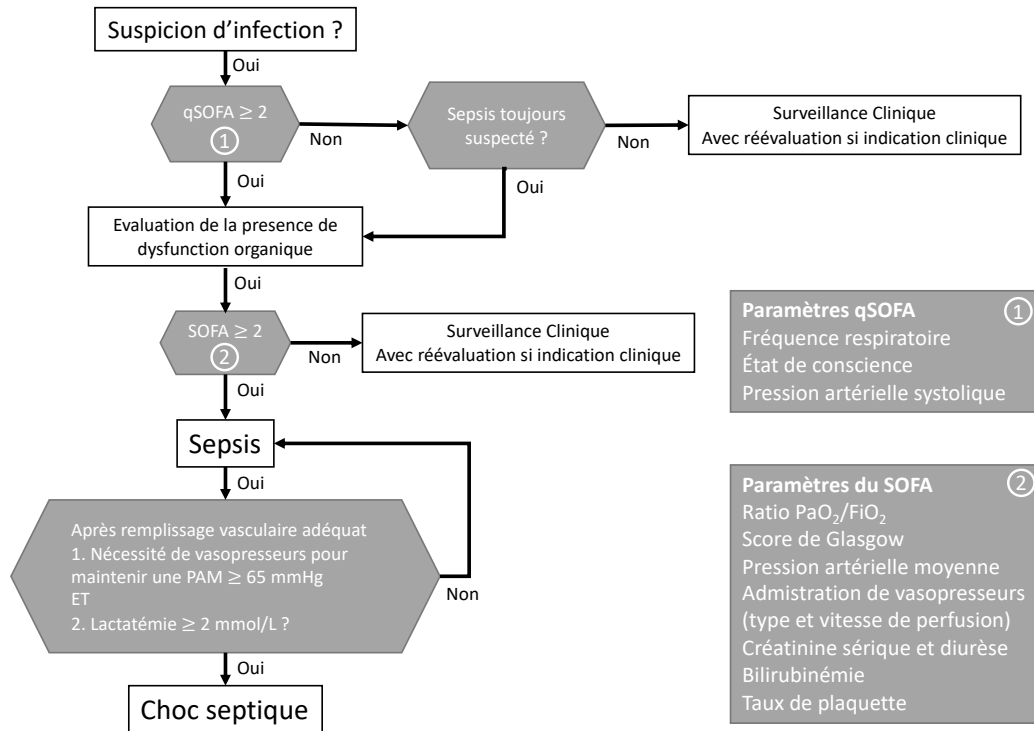 Suspicion d’infection ?
Oui
qSOFA ≥ 2
1
Non
Sepsis toujours
suspecté ?
Non
Surveillance Clinique
Avec réévaluation si indication clinique
Oui
Oui
Evaluation de la presence de
dysfunction organique
Oui
SOFA ≥ 2
2
Non
Surveillance Clinique
Avec réévaluation si indication clinique
Oui
Sepsis
Oui
Après remplissage vasculaire adéquat
1. Nécessité de vasopresseurs pour
maintenir une PAM ≥ 65 mmHg
ET
2. Lactatémie ≥ 2 mmol/L ?
Non
Oui
Choc septique
Paramètres qSOFA 1
Fréquence respiratoire
État de conscience
Pression artérielle systolique
Paramètres du SOFA 2
Ratio PaO₂/FiO₂
Score de Glasgow
Pression artérielle moyenne
Admistration de vasopresseurs
(type et vitesse de perfusion)
Créatinine sérique et diurèse
Bilirubinémie
Taux de plaquette